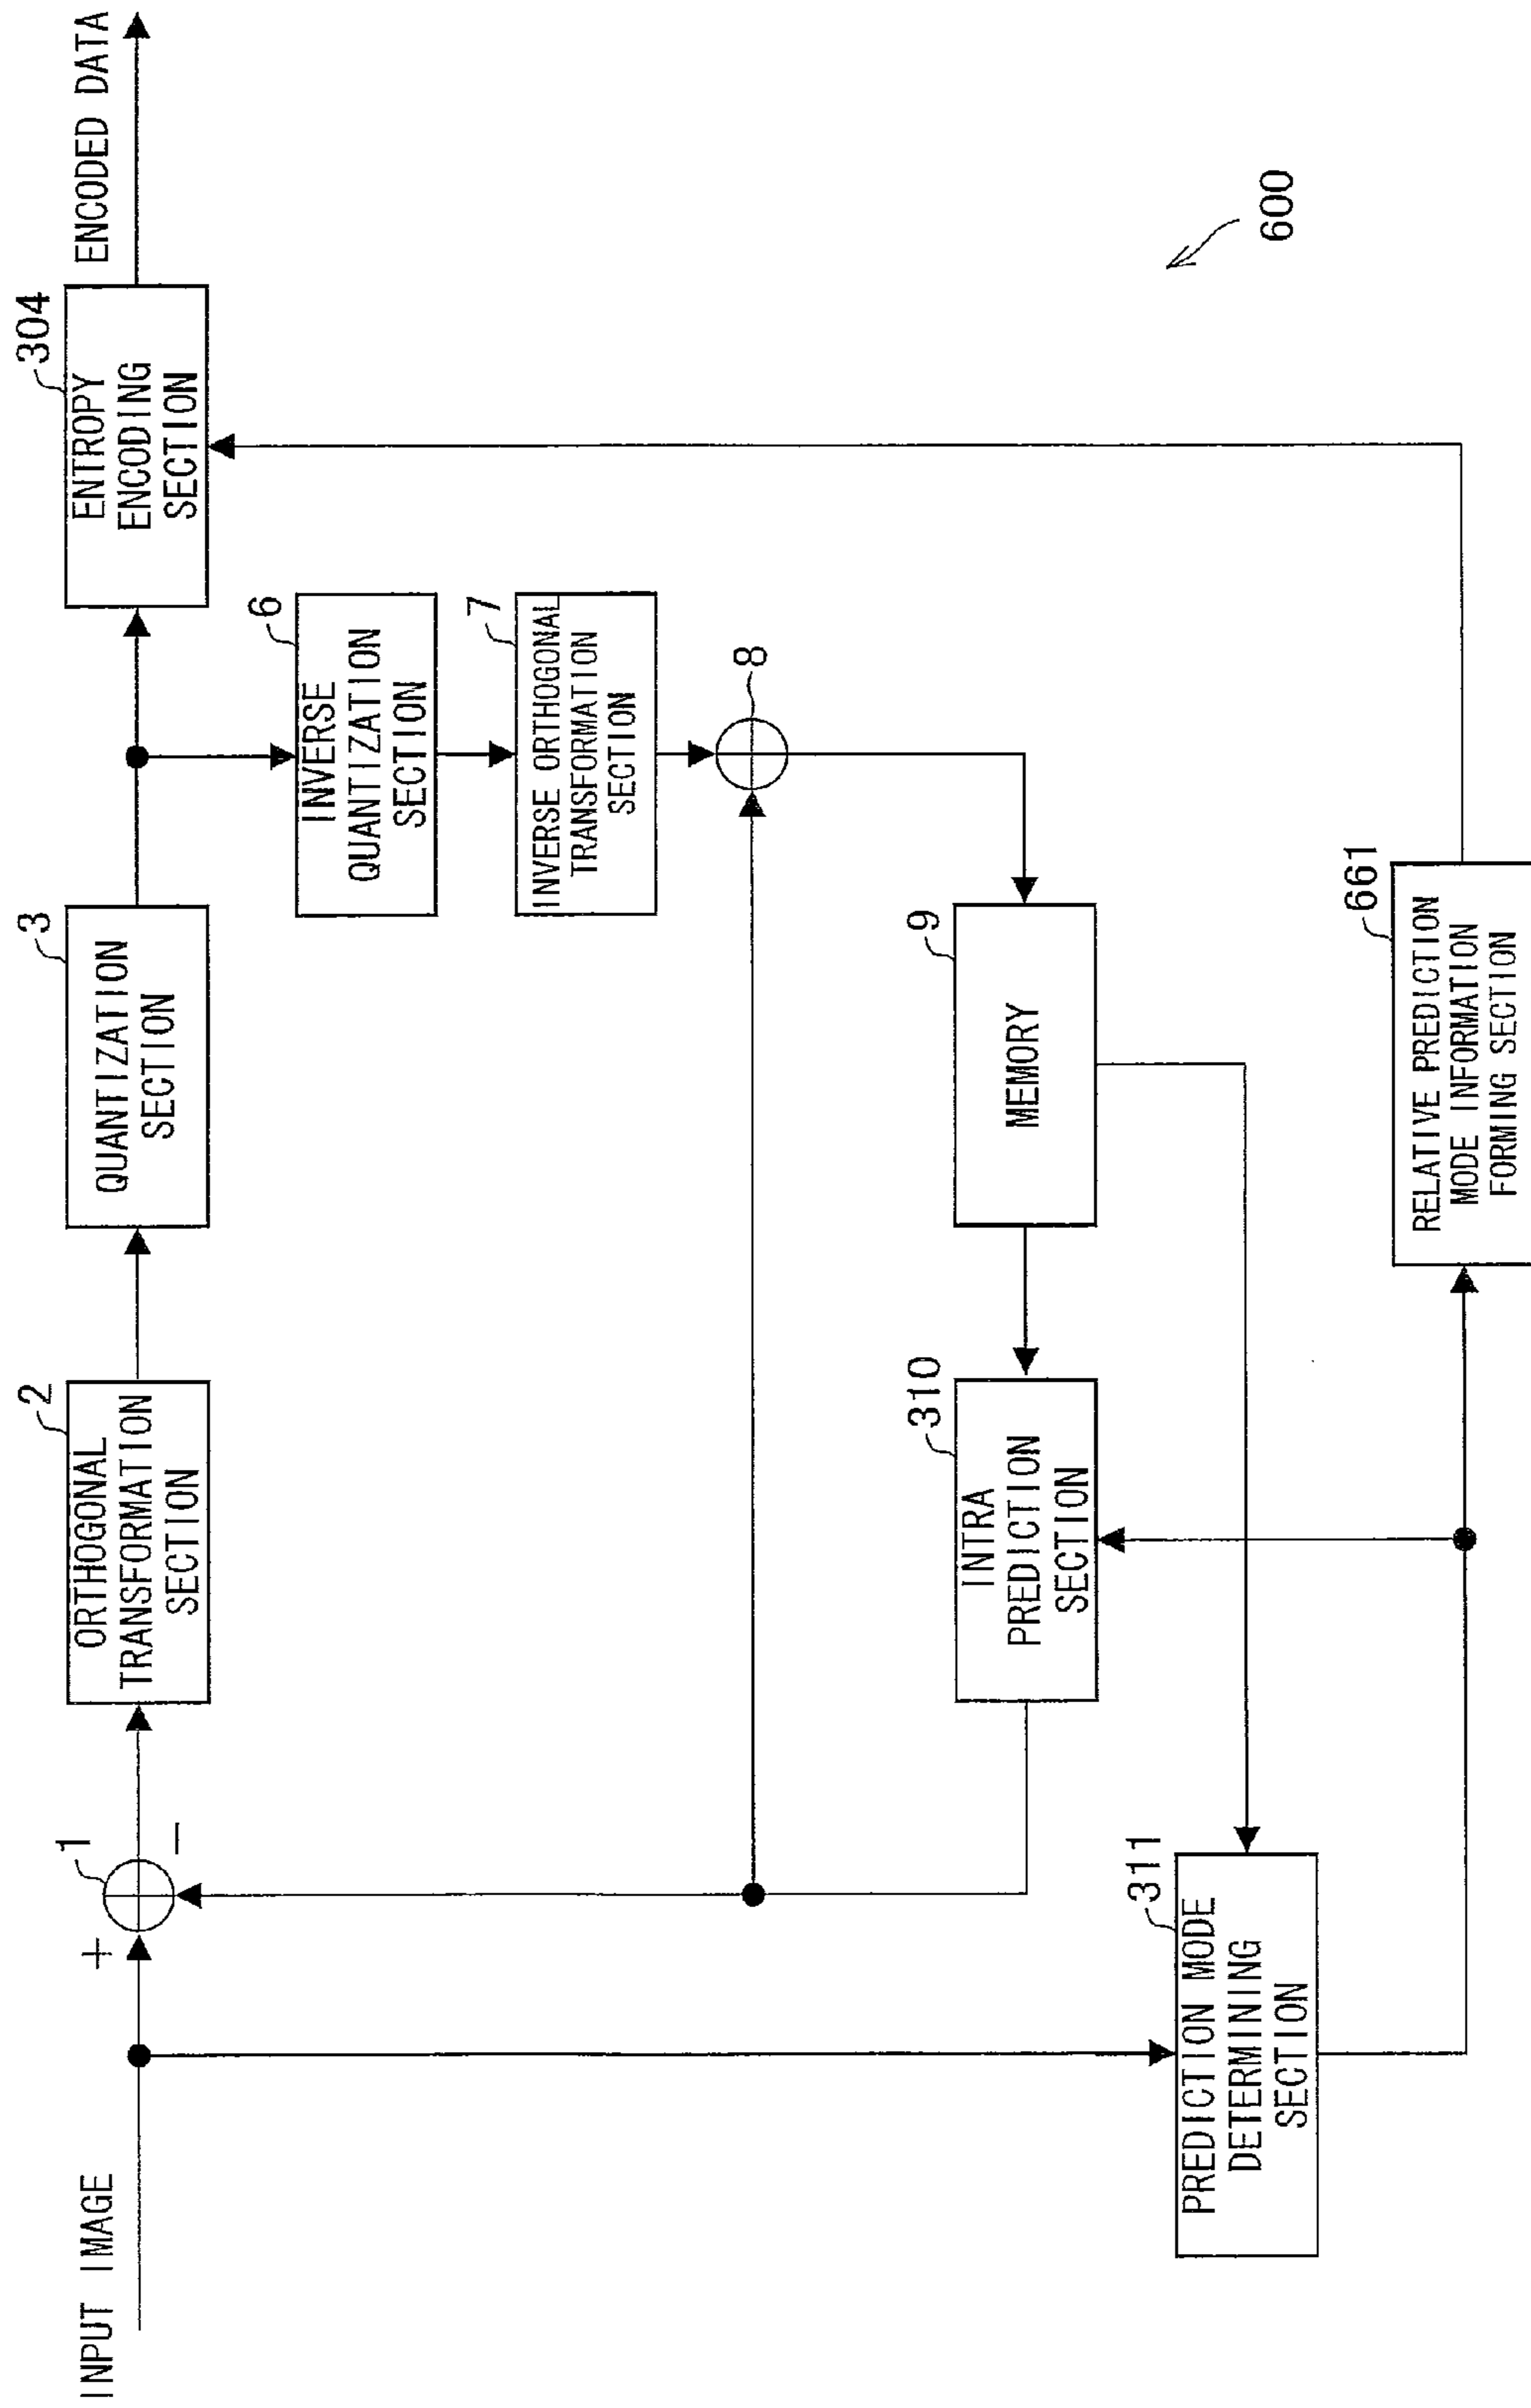 INPUT IMAGE
+
1
−
2
ORTHOGONAL
TRANSFORMATION
SECTION
3
QUANTIZATION
SECTION
304
ENTROPY
ENCODING
SECTION
ENCODED DATA
6
INVERSE
QUANTIZATION
SECTION
7
INVERSE ORTHOGONAL
TRANSFORMATION
SECTION
8
310
INTRA
PREDICTION
SECTION
9
MEMORY
311
PREDICTION MODE
DETERMINING
SECTION
661
RELATIVE PREDICTION
MODE INFORMATION
FORMING SECTION
600